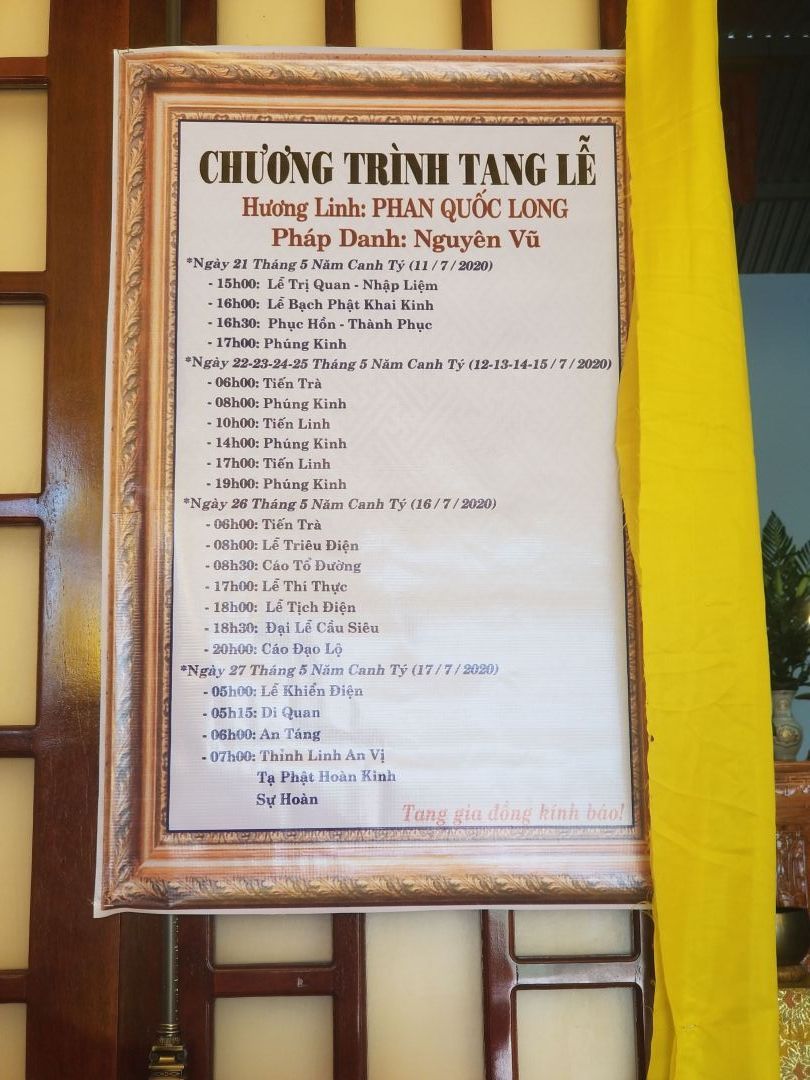 CHƯƠNG TRÌNH TANG LỄ
Hương Linh: PHAN QUỐC LONG
Pháp Danh: Nguyên Vũ
*Ngày 21 Tháng 5 Năm Canh Tý (11 / 7 / 2020)
- 15h00: Lễ Trị Quan - Nhập Liệm
- 16h00: Lễ Bạch Phật Khai Kinh
- 16h30: Phục Hồn - Thành Phục
- 17h00: Phúng Kinh
*Ngày 22-23-24-25 Tháng 5 Năm Canh Tý (12-13-14-15 / 7 / 2020)
- 06h00: Tiến Trà
- 08h00: Phúng Kinh
- 10h00: Tiến Linh
- 14h00: Phúng Kinh
- 17h00: Tiến Linh
- 19h00: Phúng Kinh
*Ngày 26 Tháng 5 Năm Canh Tý (16 / 7 / 2020)
- 06h00: Tiến Trà
- 08h00: Lễ Triêu Điện
- 08h30: Cáo Tổ Đường
- 17h00: Lễ Thí Thực
- 18h00: Lễ Tịch Điện
- 18h30: Đại Lễ Cầu Siêu
- 20h00: Cáo Đạo Lộ
*Ngày 27 Tháng 5 Năm Canh Tý (17 / 7 / 2020)
- 05h00: Lễ Khiển Điện
- 05h15: Di Quan
- 06h00: An Táng
- 07h00: Thỉnh Linh An Vị
Tạ Phật Hoàn Kinh
Sự Hoàn
Tang gia đồng kính báo!